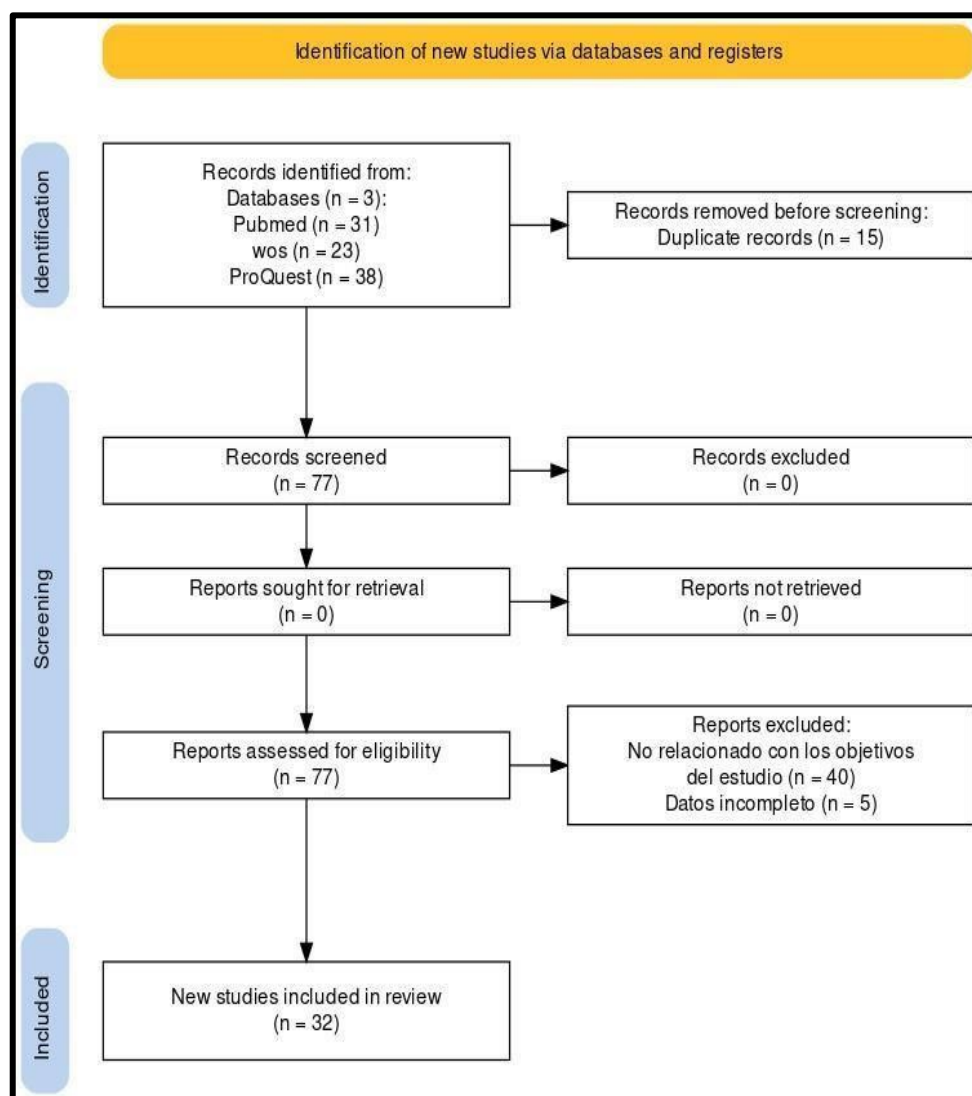 Identification of new studies via databases and registers
Identification
Records identified from:
Databases (n = 3):
Pubmed (n = 31)
wos (n = 23)
ProQuest (n = 38)
Records removed before screening:
Duplicate records (n = 15)
Screening
Records screened
(n = 77)
Records excluded
(n = 0)
Reports sought for retrieval
(n = 0)
Reports not retrieved
(n = 0)
Reports assessed for eligibility
(n = 77)
Reports excluded:
No relacionado con los objetivos
del estudio (n = 40)
Datos incompleto (n = 5)
Included
New studies included in review
(n = 32)